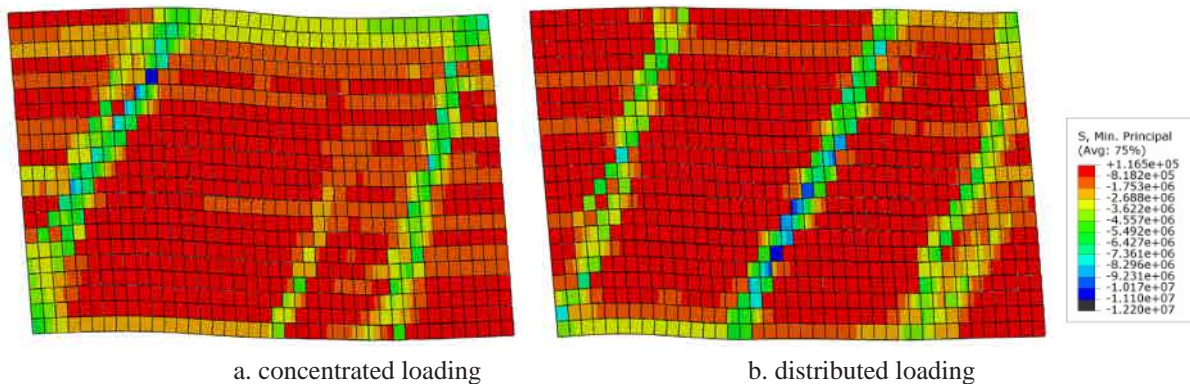 S, Min. Principal
(Avg: 75%)
+1.165e+05
-8.182e+05
-1.753e+06
-2.688e+06
-3.622e+06
-4.557e+06
-5.492e+06
-6.427e+06
-7.361e+06
-8.296e+06
-9.231e+06
-1.017e+07
-1.110e+07
-1.220e+07
a. concentrated loading
b. distributed loading